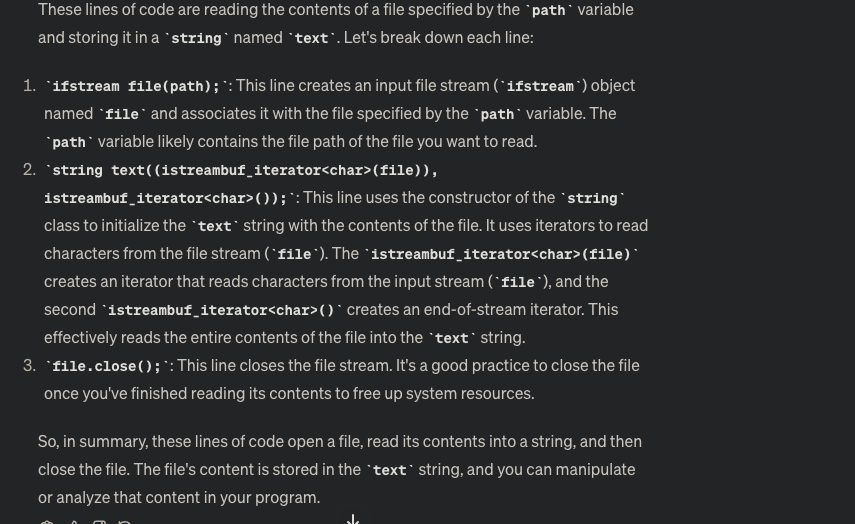 These lines of code are reading the contents of a file specified by the `path` variable
and storing it in a `string` named `text`. Let's break down each line:
1. `ifstream file(path);`: This line creates an input file stream (`ifstream`) object
named `file` and associates it with the file specified by the `path` variable. The
`path` variable likely contains the file path of the file you want to read.
2. `string text((istreambuf_iterator<char>(file)),
istreambuf_iterator<char>());`: This line uses the constructor of the `string`
class to initialize the `text` string with the contents of the file. It uses iterators to read
characters from the file stream (`file`). The `istreambuf_iterator<char>(file)`
creates an iterator that reads characters from the input stream (`file`), and the
second `istreambuf_iterator<char>()` creates an end-of-stream iterator. This
effectively reads the entire contents of the file into the `text` string.
3. `file.close();`: This line closes the file stream. It's a good practice to close the file
once you've finished reading its contents to free up system resources.
So, in summary, these lines of code open a file, read its contents into a string, and then
close the file. The file's content is stored in the `text` string, and you can manipulate
or analyze that content in your program.